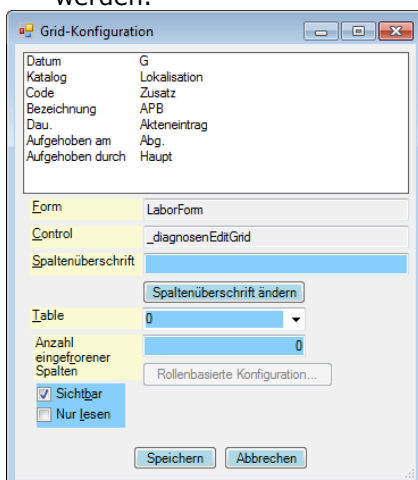 werden.
Grid-Konfiguration
Datum G
Katalog Lokalisation
Code Zusatz
Bezeichnung APB
Dau. Akteneintrag
Aufgehoben am Abg.
Aufgehoben durch Haupt
Form LaborForm
Control _diagnosenEditGrid
Spaltenüberschrift
Spaltenüberschrift ändern
Table 0
Anzahl
eingefrorener 0
Spalten Rollenbasierte Konfiguration...
Sichtbar
Nur lesen
Speichern Abbrechen